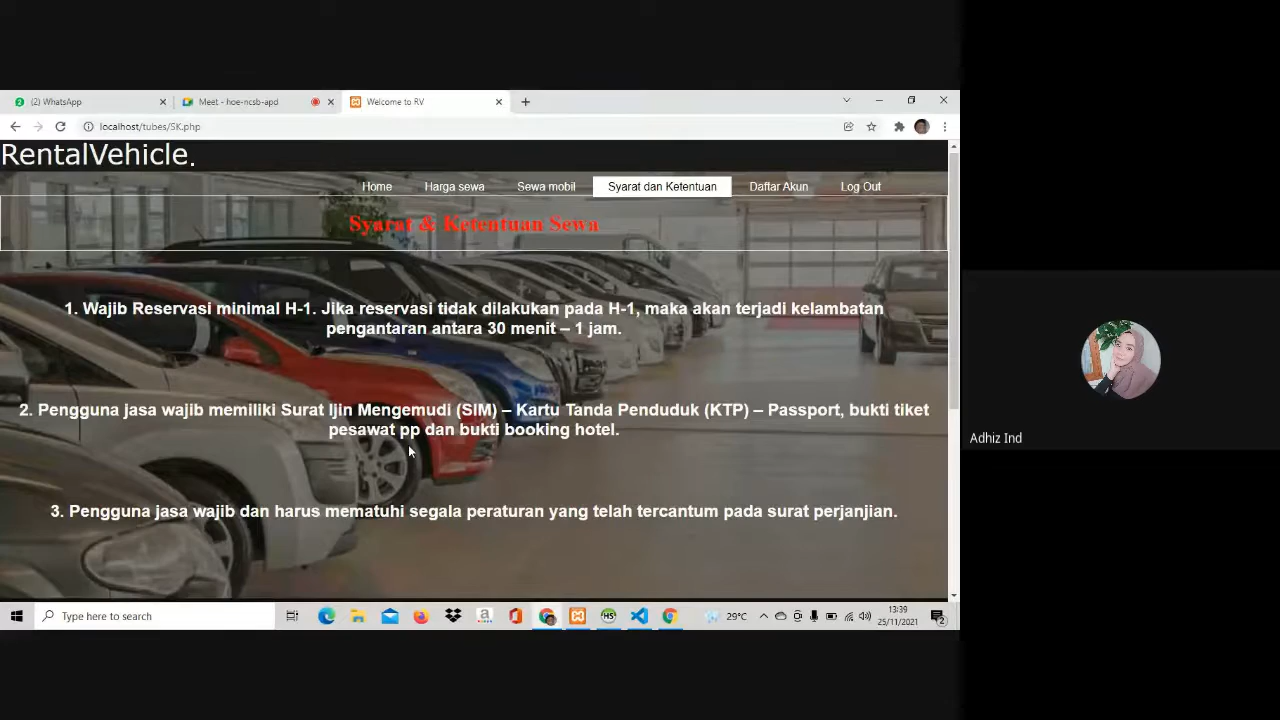 (2) WhatsApp
Meet - hoe-ncsb-apd
Welcome to RV
localhost/tubes/SK.php
RentalVehicle.
Home
Harga sewa
Sewa mobil
Syarat dan Ketentuan
Daftar Akun
Log Out
Syarat & Ketentuan Sewa
1. Wajib Reservasi minimal H-1. Jika reservasi tidak dilakukan pada H-1, maka akan terjadi kelambatan
pengantaran antara 30 menit – 1 jam.
2. Pengguna jasa wajib memiliki Surat Ijin Mengemudi (SIM) – Kartu Tanda Penduduk (KTP) – Passport, bukti tiket
pesawat pp dan bukti booking hotel.
3. Pengguna jasa wajib dan harus mematuhi segala peraturan yang telah tercantum pada surat perjanjian.
Adhiz Ind
Type here to search
29°C
13:39
25/11/2021
2